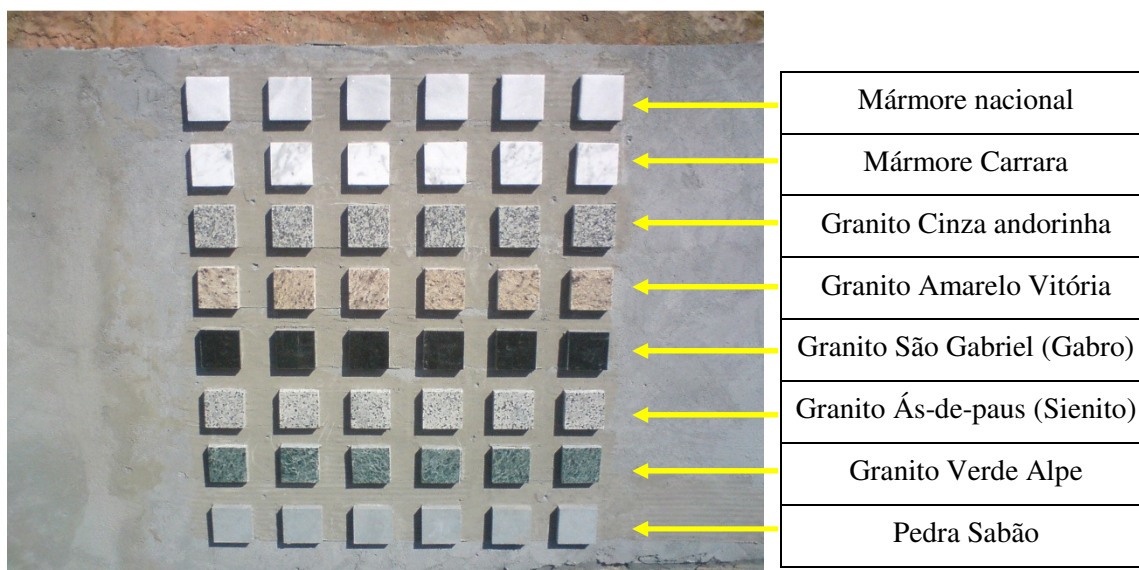 Mármore nacional
Mármore Carrara
Granito Cinza andorinha
Granito Amarelo Vitória
Granito São Gabriel (Gabro)
Granito Ás-de-paus (Sienito)
Granito Verde Alpe
Pedra Sabão